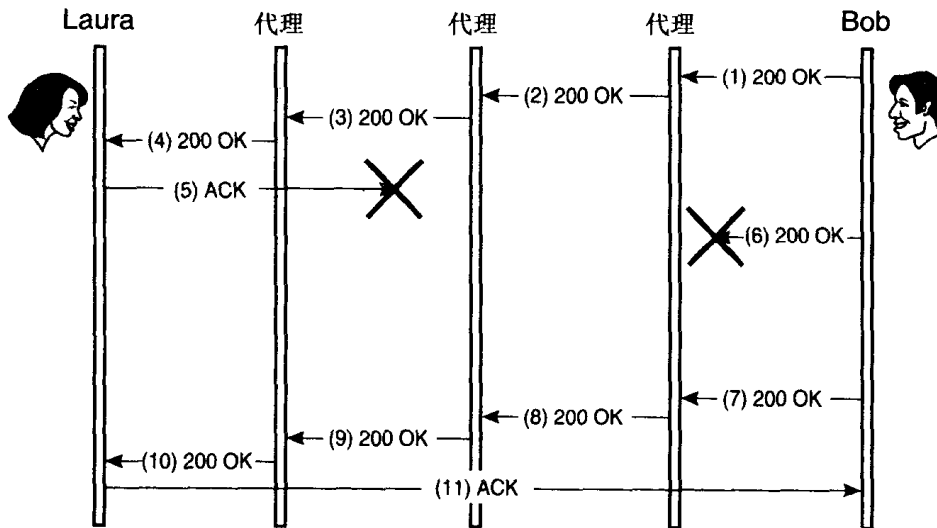 Laura 代理 代理 代理 Bob
(1) 200 OK
(2) 200 OK
(3) 200 OK
(4) 200 OK
(5) ACK
(6) 200 OK
(7) 200 OK
(8) 200 OK
(9) 200 OK
(10) 200 OK
(11) ACK